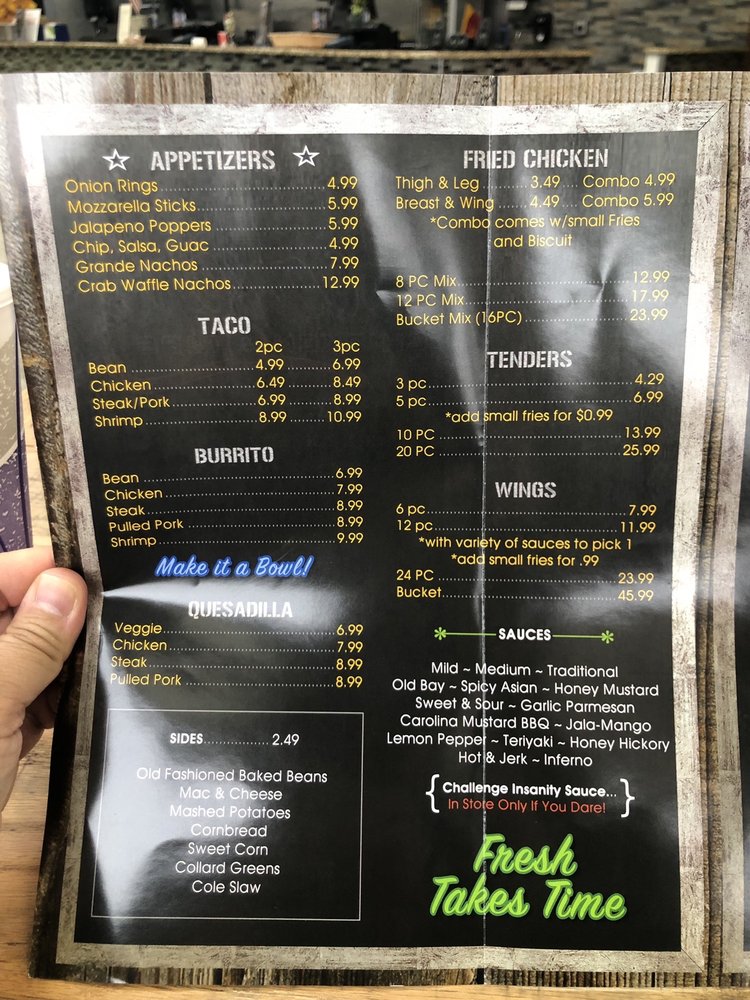 APPETIZERS
Onion Rings 4.99
Mozzarella Sticks 5.99
Jalapeno Poppers 5.99
Chip, Salsa, Guac 4.99
Grande Nachos 7.99
Crab Waffle Nachos 12.99
TACO
2pc 3pc
Bean 4.99 6.99
Chicken 6.49 8.49
Steak/Pork 6.99 8.99
Shrimp 8.99 10.99
BURRITO
Bean 6.99
Chicken 7.99
Steak 8.99
Pulled Pork 8.99
Shrimp 9.99
Make it a Bowl!
QUESADILLA
Veggie 6.99
Chicken 7.99
Steak 8.99
Pulled Pork 8.99
SIDES 2.49
Old Fashioned Baked Beans
Mac & Cheese
Mashed Potatoes
Cornbread
Sweet Corn
Collard Greens
Cole Slaw
FRIED CHICKEN
Thigh & Leg 3.49 Combo 4.99
Breast & Wing 4.49 Combo 5.99
*Combo comes w/small Fries
and Biscuit
8 PC Mix 12.99
12 PC Mix 17.99
Bucket Mix (16PC) 23.99
TENDERS
3 pc 4.29
5 pc 6.99
*add small fries for $0.99
10 PC 13.99
20 PC 25.99
WINGS
6 pc 7.99
12 pc 11.99
*with variety of sauces to pick 1
*add small fries for .99
24 PC 23.99
Bucket 45.99
SAUCES
Mild ~ Medium ~ Traditional
Old Bay ~ Spicy Asian ~ Honey Mustard
Sweet & Sour ~ Garlic Parmesan
Carolina Mustard BBQ ~ Jala-Mango
Lemon Pepper ~ Teriyaki ~ Honey Hickory
Hot & Jerk ~ Inferno
{Challenge Insanity Sauce...
In Store Only If You Dare!}
Fresh
Takes Time